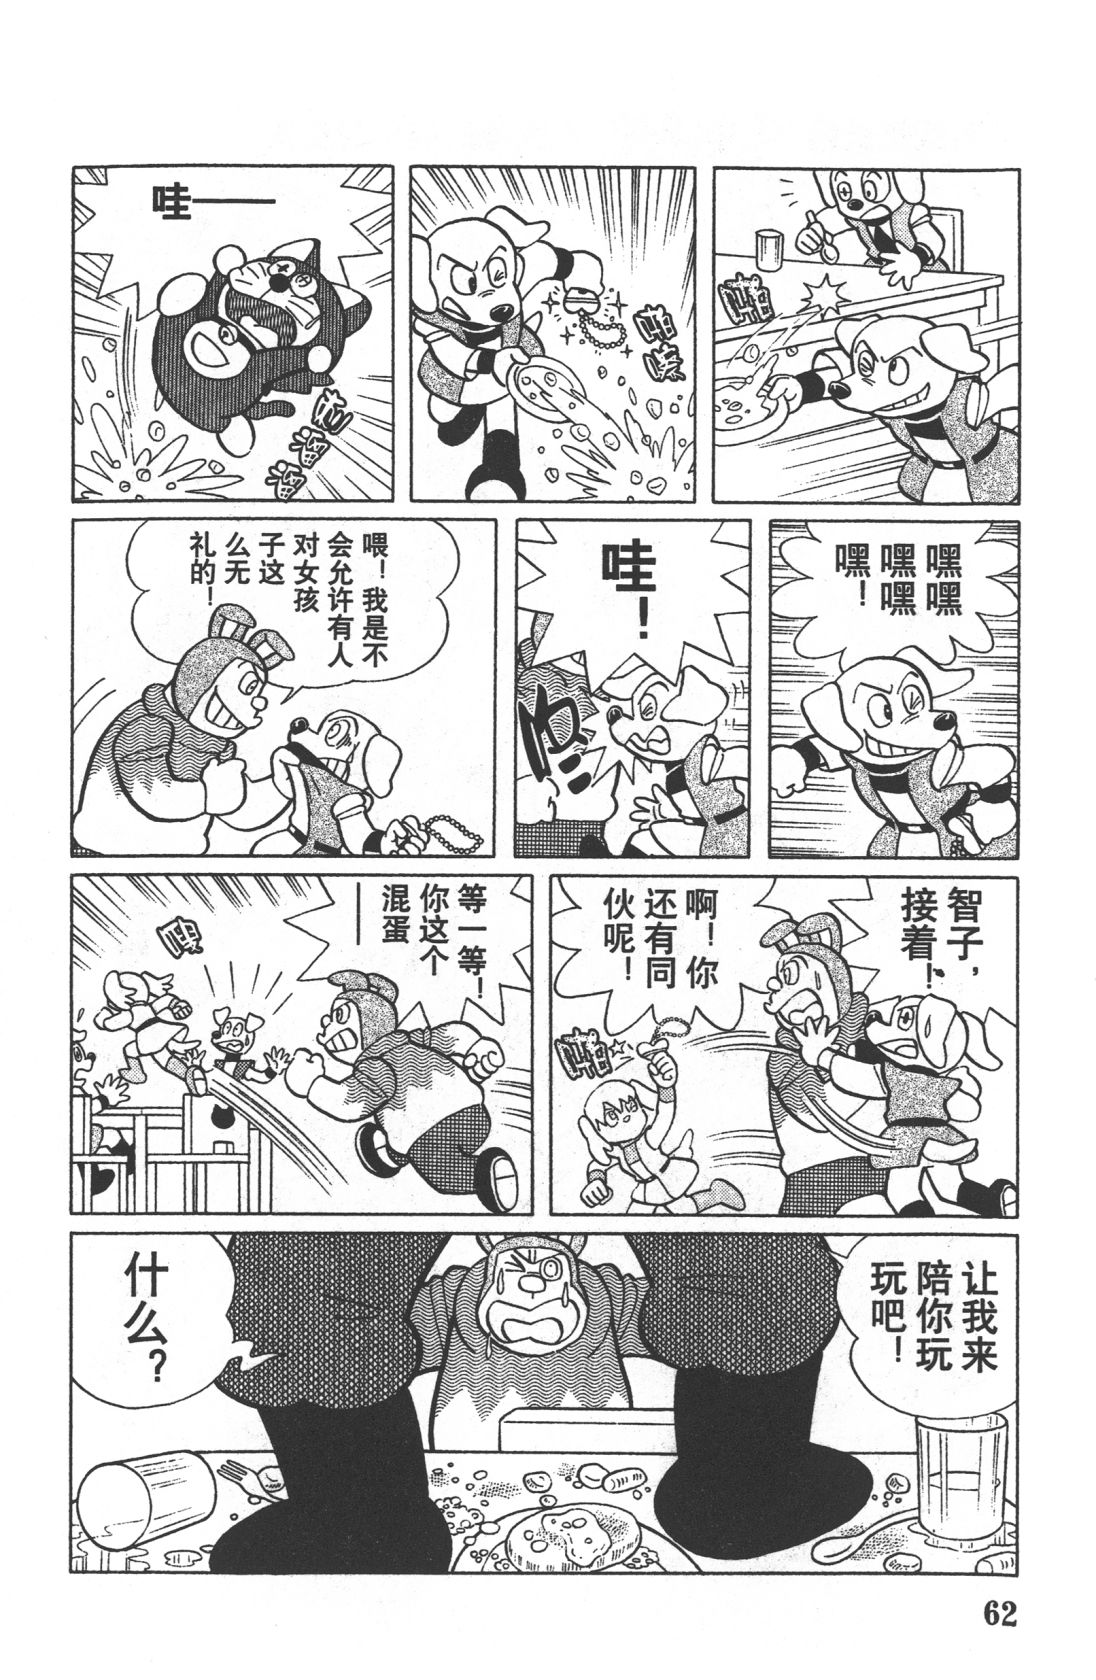 哇——
嘿嘿
嘿嘿
嘿！
哇！
喂！我是不
会允许有人
对女孩
子这
么无
礼的！
智子，
接着！
啊！你
还有同
伙呢！
等一等！
你这个
混蛋
——
让我来
陪你玩
玩吧！
什么？
62